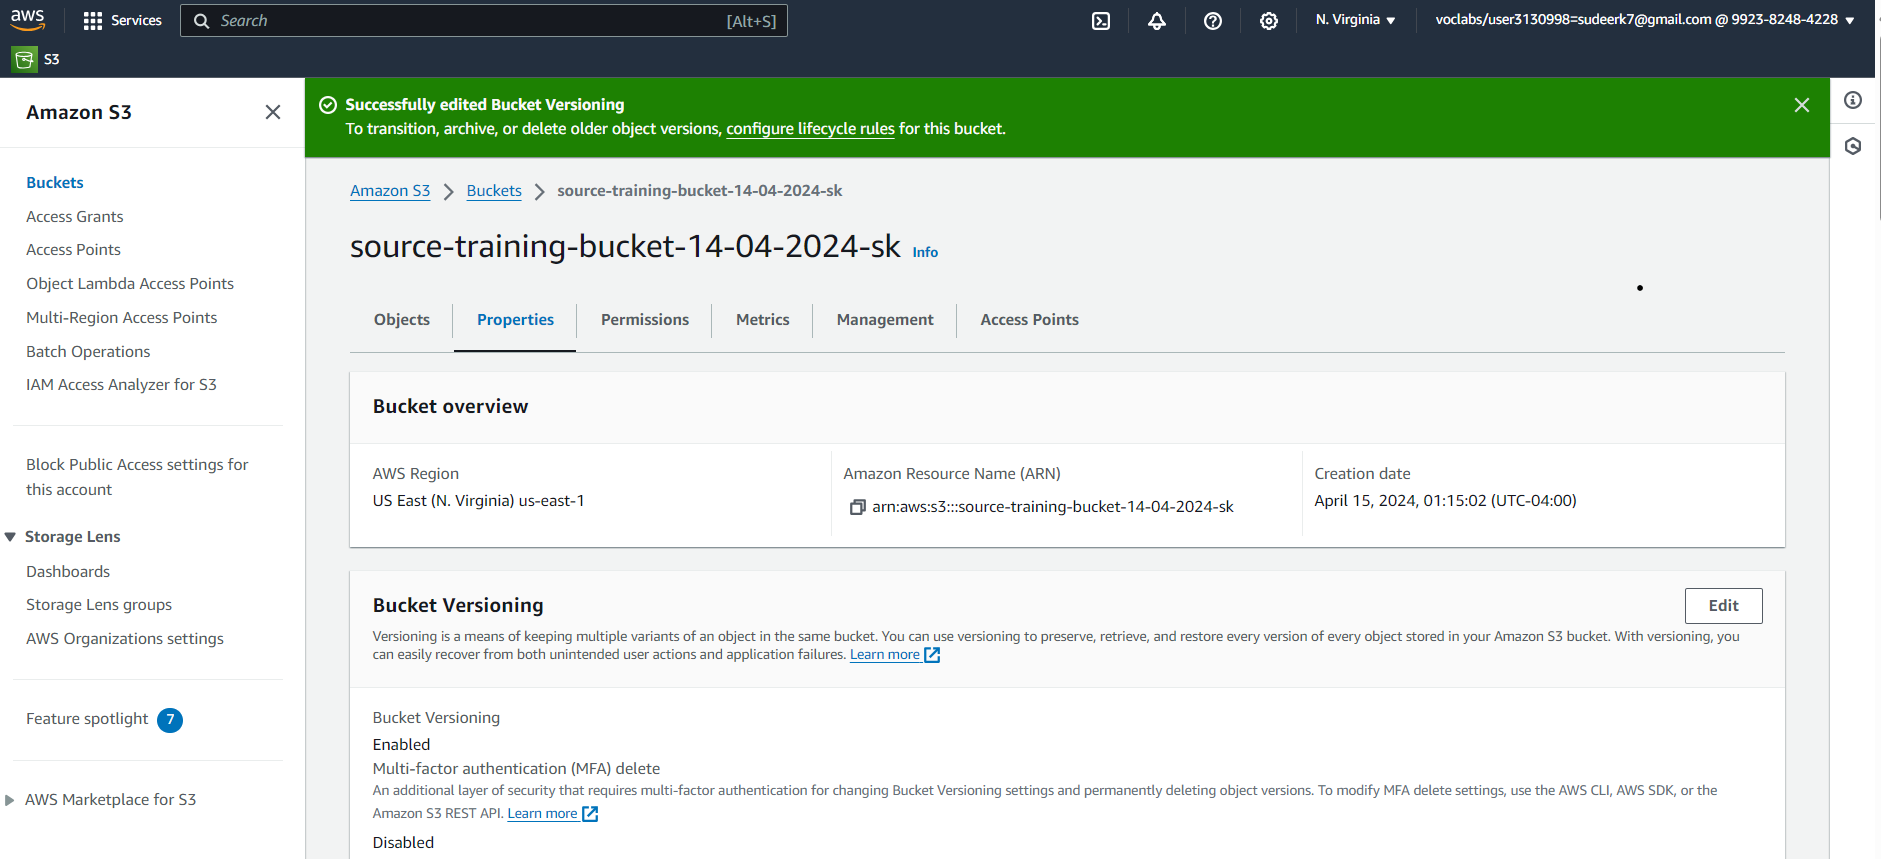 aws
Services
Search
[Alt+S]
N. Virginia
voclabs/user3130998=sudeerk7@gmail.com @ 9923-8248-4228
S3
Amazon S3
Buckets
Access Grants
Access Points
Object Lambda Access Points
Multi-Region Access Points
Batch Operations
IAM Access Analyzer for S3
Block Public Access settings for
this account
Storage Lens
Dashboards
Storage Lens groups
AWS Organizations settings
Feature spotlight 7
AWS Marketplace for S3
Successfully edited Bucket Versioning
To transition, archive, or delete older object versions, configure lifecycle rules for this bucket.
Amazon S3 > Buckets > source-training-bucket-14-04-2024-sk
source-training-bucket-14-04-2024-sk Info
Objects
Properties
Permissions
Metrics
Management
Access Points
Bucket overview
AWS Region
US East (N. Virginia) us-east-1
Amazon Resource Name (ARN)
arn:aws:s3:::source-training-bucket-14-04-2024-sk
Creation date
April 15, 2024, 01:15:02 (UTC-04:00)
Bucket Versioning
Edit
Versioning is a means of keeping multiple variants of an object in the same bucket. You can use versioning to preserve, retrieve, and restore every version of every object stored in your Amazon S3 bucket. With versioning, you
can easily recover from both unintended user actions and application failures. Learn more
Bucket Versioning
Enabled
Multi-factor authentication (MFA) delete
An additional layer of security that requires multi-factor authentication for changing Bucket Versioning settings and permanently deleting object versions. To modify MFA delete settings, use the AWS CLI, AWS SDK, or the
Amazon S3 REST API. Learn more
Disabled